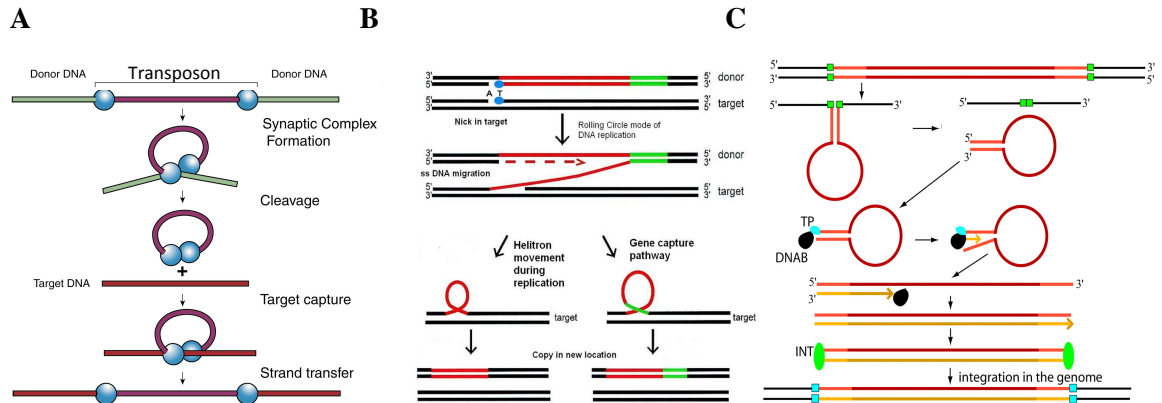 A
Donor DNA
Transposon
Donor DNA
Synaptic Complex
Formation
Cleavage
+
Target DNA
Target capture
Strand transfer
B
3'
5'
5'
3'
donor
A T
5'
3'
3'
5'
target
Nick in target
Rolling Circle mode of
DNA replication
3'
5'
5'
3'
donor
ss DNA migration
5'
3'
3'
5'
target
Helitron
movement
during
replication
Gene capture
pathway
target
target
Copy in new location
C
5'
3'
3'
5'
5'
3'
5'
3'
5'
3'
TP
DNAB
5'
3'
3'
INT
integration in the genome